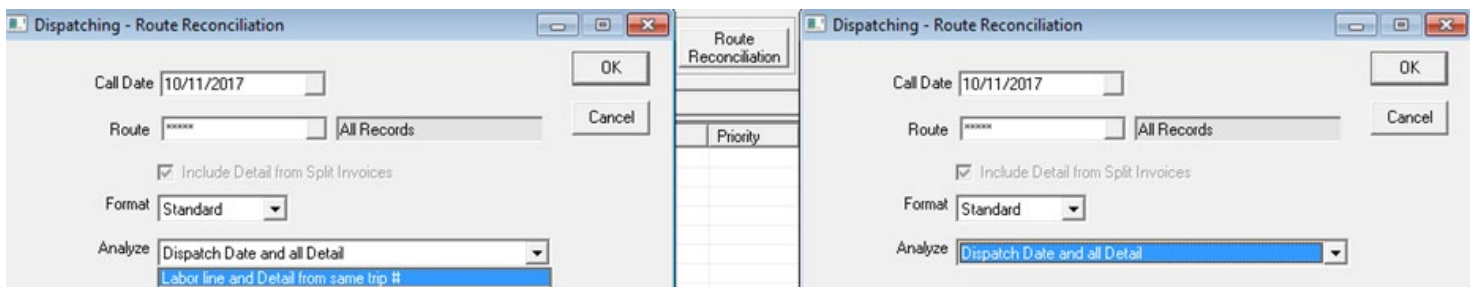 Dispatching - Route Reconciliation
OK
Call Date 10/11/2017
Cancel
Route ***** All Records
Include Detail from Split Invoices
Format Standard
Analyze Dispatch Date and all Detail
Labor line and Detail from same trip #
Route
Reconciliation
Priority
Dispatching - Route Reconciliation
OK
Call Date 10/11/2017
Cancel
Route ***** All Records
Include Detail from Split Invoices
Format Standard
Analyze Dispatch Date and all Detail